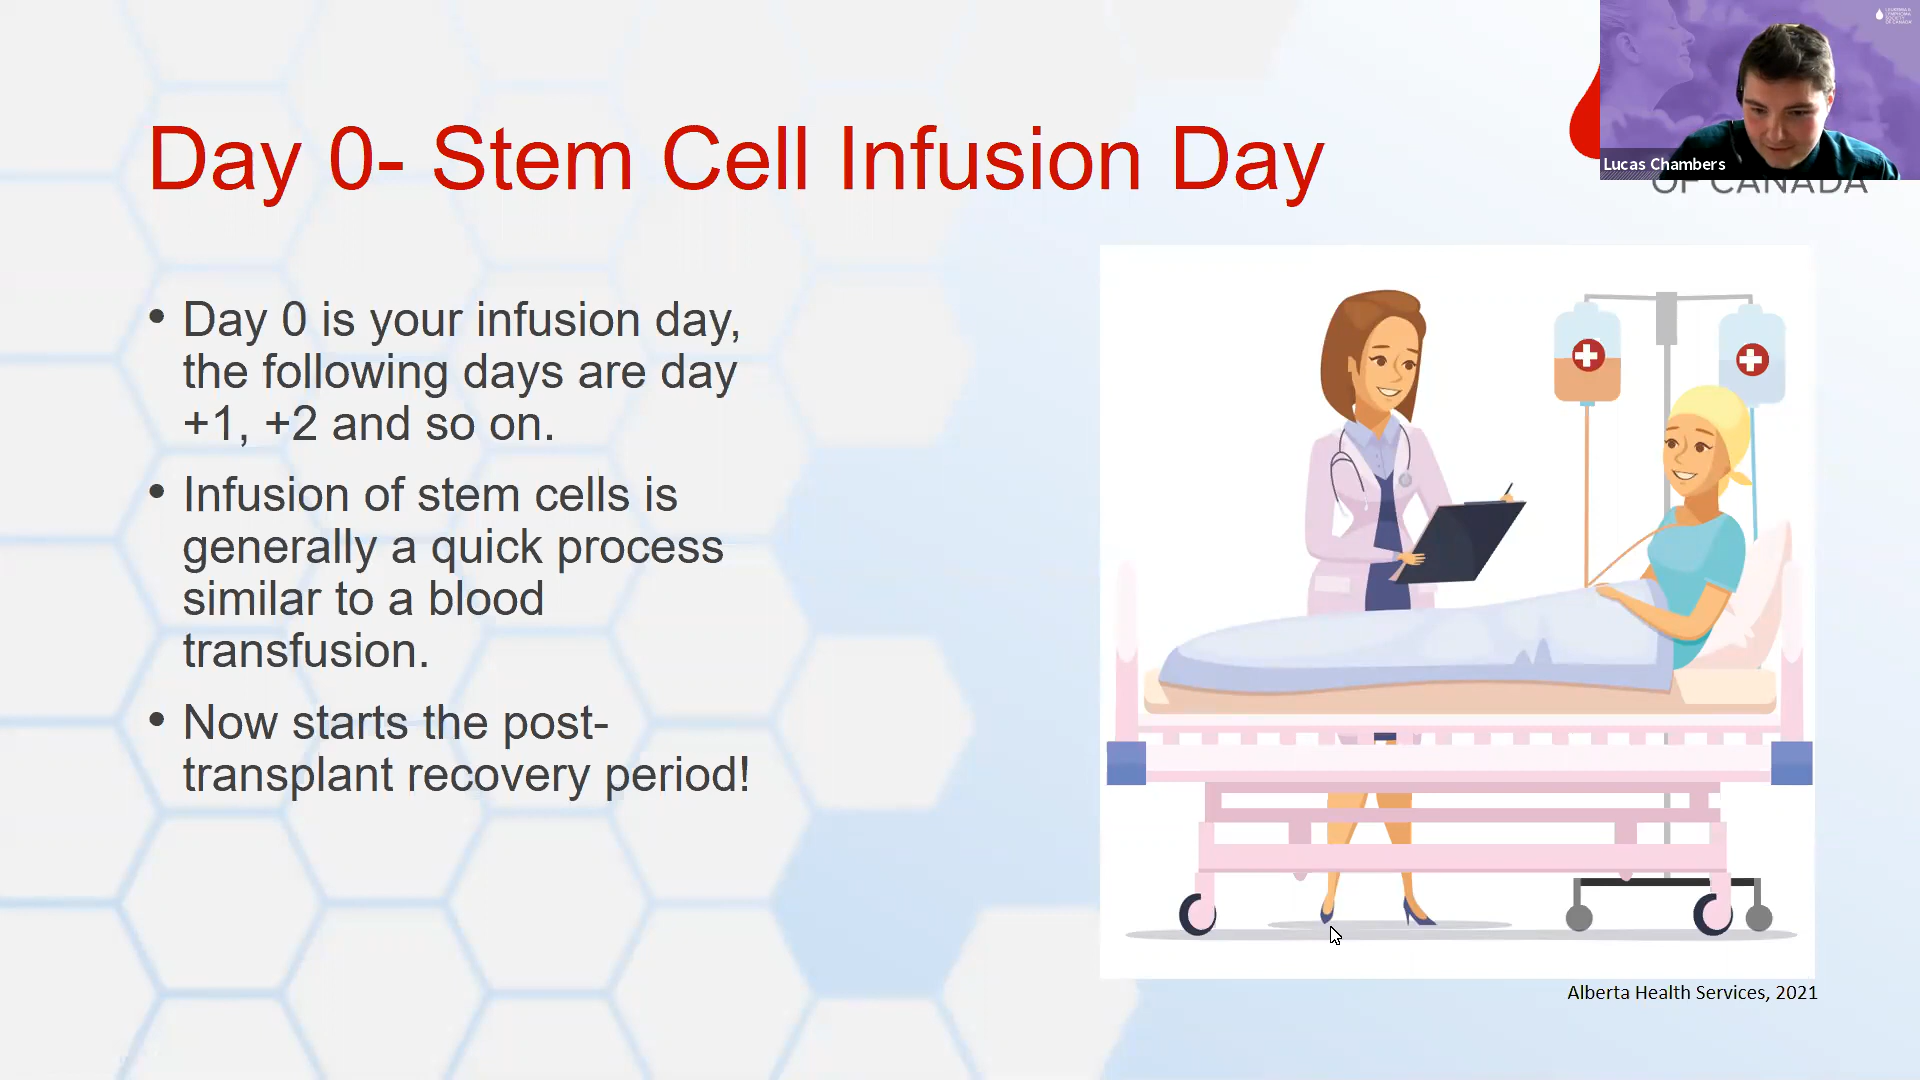 Day 0- Stem Cell Infusion Day
• Day 0 is your infusion day,
the following days are day
+1, +2 and so on.
• Infusion of stem cells is
generally a quick process
similar to a blood
transfusion.
• Now starts the post-
transplant recovery period!
Lucas Chambers
OF CANADA
Alberta Health Services, 2021